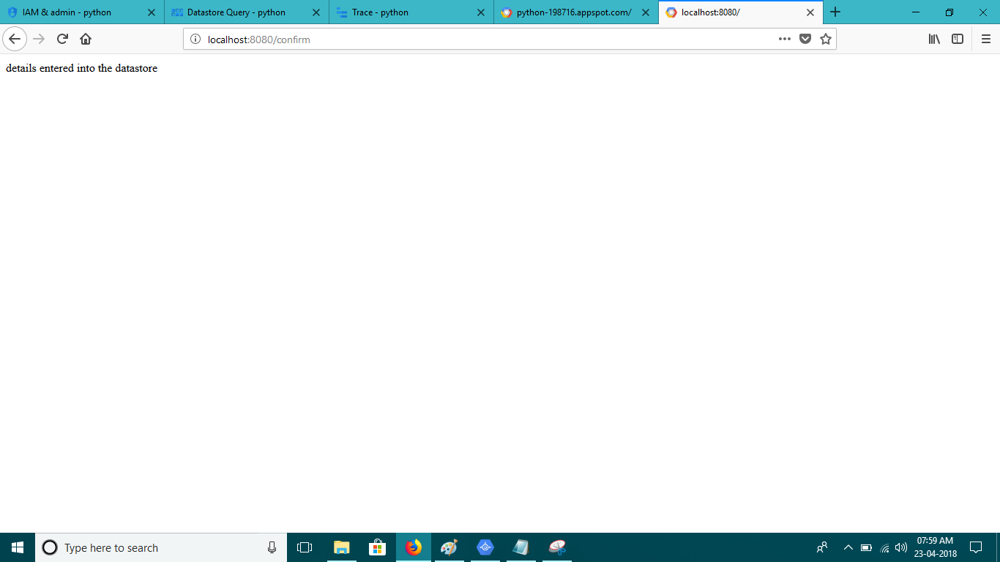 IAM & admin - python
Datastore Query - python
Trace - python
python-198716.appspot.com/
localhost:8080/
localhost:8080/confirm
details entered into the datastore
Type here to search
07:59 AM
23-04-2018